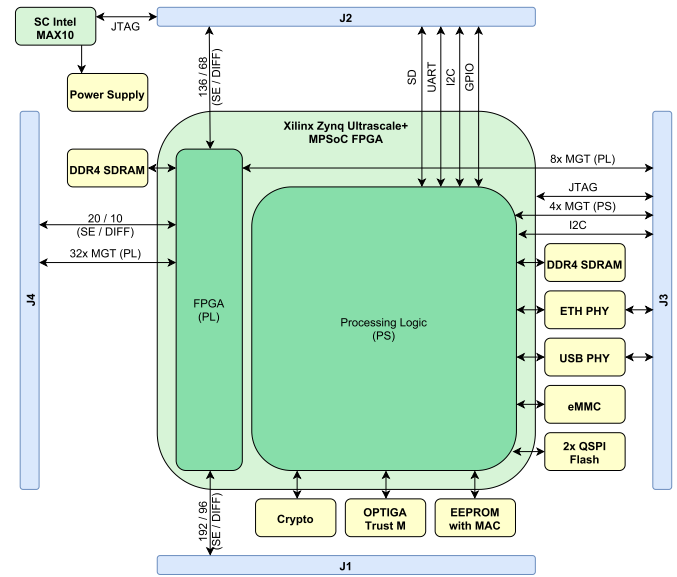 SC Intel
MAX10
JTAG
J2
Power Supply
136 / 68
(SE / DIFF)
SD
UART
I2C
GPIO
Xilinx Zynq Ultrascale+
MPSoC FPGA
DDR4 SDRAM
8x MGT (PL)
JTAG
4x MGT (PS)
I2C
20 / 10
(SE / DIFF)
32x MGT (PL)
DDR4 SDRAM
J4
FPGA
(PL)
Processing Logic
(PS)
ETH PHY
J3
USB PHY
eMMC
2x QSPI
Flash
192 / 96
(SE / DIFF)
Crypto
OPTIGA
Trust M
EEPROM
with MAC
J1